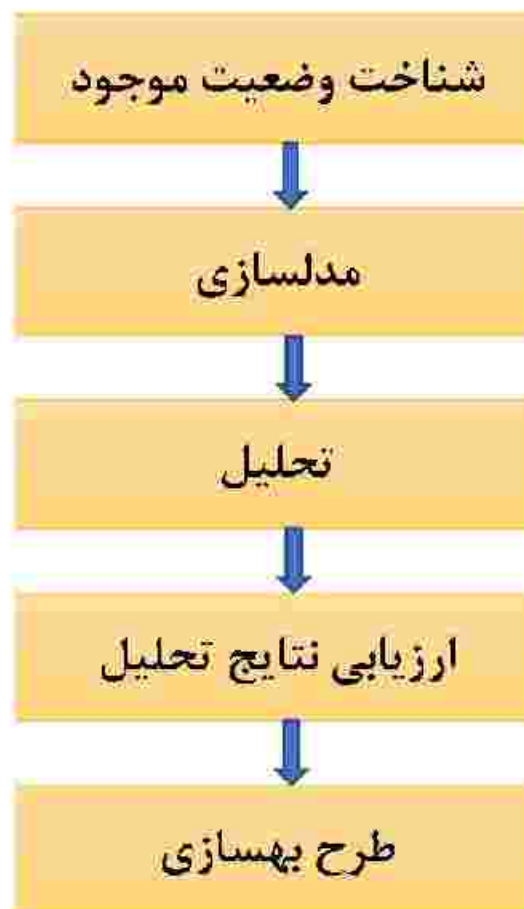 شناخت وضعیت موجود
مدلسازی
تحلیل
ارزیابی نتایج تحلیل
طرح بهسازی